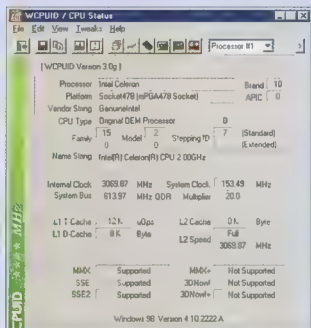 WCPUID / CPU Status
File Edit View Tweaks Help
Processor #1
[ WCPUID Version 3.0g ]
Processor Intel Celeron Brand 10
Platform Socket478 (mPGA478 Socket) APIC 0
Vendor String GenuineIntel
CPU Type Original OEM Processor 0
Family 15 Model 2 Stepping ID 7 (Standard)
0 0 (Extended)
Name String Intel(R) Celeron(R) CPU 2.00GHz
Internal Clock 3069.87 MHz System Clock 153.49 MHz
System Bus 613.97 MHz QDR Multiplier 20.0
L1 T-Cache 12K uOps L2 Cache 0K Byte
L1 D-Cache 8K Byte L2 Speed Full
3069.87 MHz
MMX Supported MMX+ Not Supported
SSE Supported 3DNow! Not Supported
SSE2 Supported 3DNow!+ Not Supported
Windows 98 Version 4.10.2222 A
CPUID
MHz